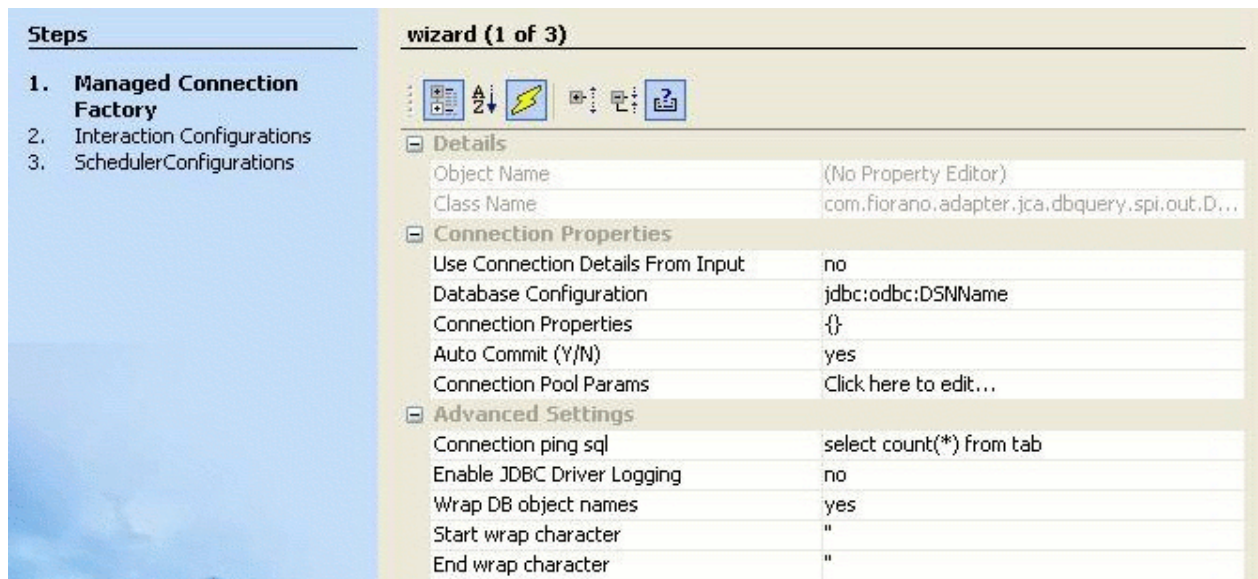 Steps
1. Managed Connection
Factory
2. Interaction Configurations
3. SchedulerConfigurations
wizard (1 of 3)
Details
Object Name (No Property Editor)
Class Name com.fiorano.adapter.jca.dbquery.spi.out.D...
Connection Properties
Use Connection Details From Input no
Database Configuration jdbc:odbc:DSNName
Connection Properties {}
Auto Commit (Y/N) yes
Connection Pool Params Click here to edit...
Advanced Settings
Connection ping sql select count(*) from tab
Enable JDBC Driver Logging no
Wrap DB object names yes
Start wrap character "
End wrap character "